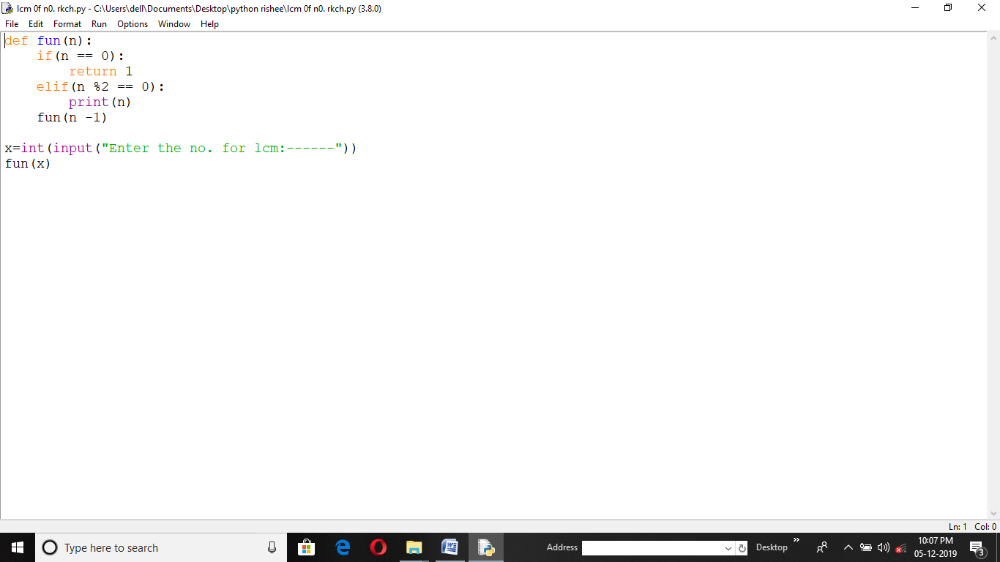 lcm 0f n0. rkch.py - C:\Users\dell\Documents\Desktop\python rishee\lcm 0f n0. rkch.py (3.8.0)
File Edit Format Run Options Window Help
def fun(n):
    if(n == 0):
        return 1
    elif(n %2 == 0):
        print(n)
    fun(n -1)

x=int(input("Enter the no. for lcm:------"))
fun(x)
Ln: 1 Col: 0
Type here to search
Address
Desktop
10:07 PM
05-12-2019
3